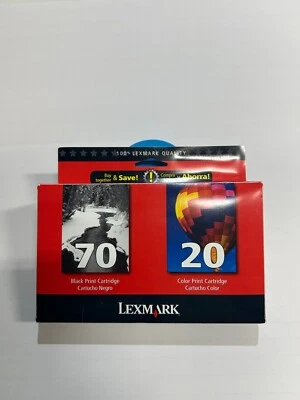 100% LEXMARK QUALITY
Buy together & Save!
¡Ahorra!
70
20
Black Print Cartridge
Cartucho Negro
Color Print Cartridge
Cartucho Color
LEXMARK